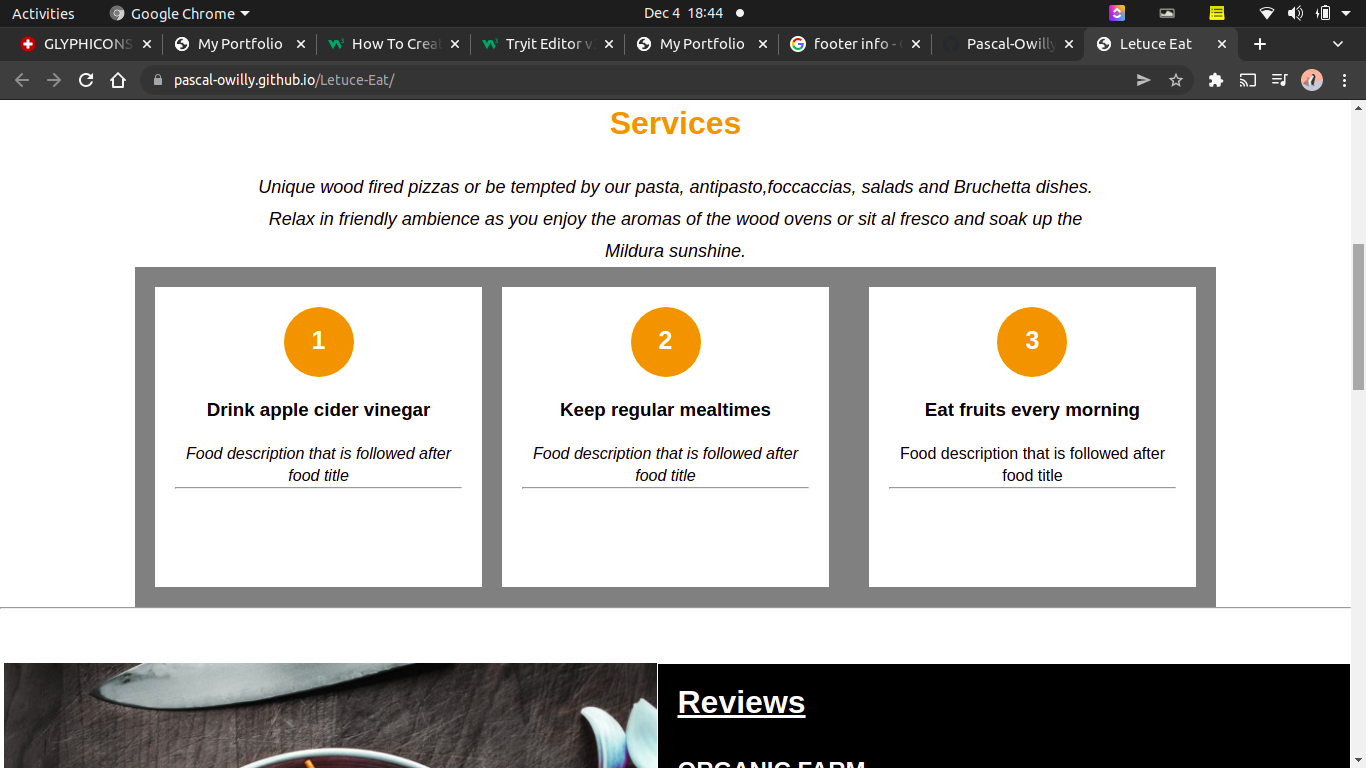 Activities Google Chrome Dec 4 18:44
GLYPHICONS My Portfolio How To Crea Tryit Editor v My Portfolio footer info - Pascal-Owilly Letuce Eat
pascal-owilly.github.io/Letuce-Eat/
Services
Unique wood fired pizzas or be tempted by our pasta, antipasto,foccaccias, salads and Bruchetta dishes.
Relax in friendly ambience as you enjoy the aromas of the wood ovens or sit al fresco and soak up the
Mildura sunshine.
1 2 3
Drink apple cider vinegar Keep regular mealtimes Eat fruits every morning
Food description that is followed after Food description that is followed after Food description that is followed after
food title food title food title
Reviews
ORGANIC FARM